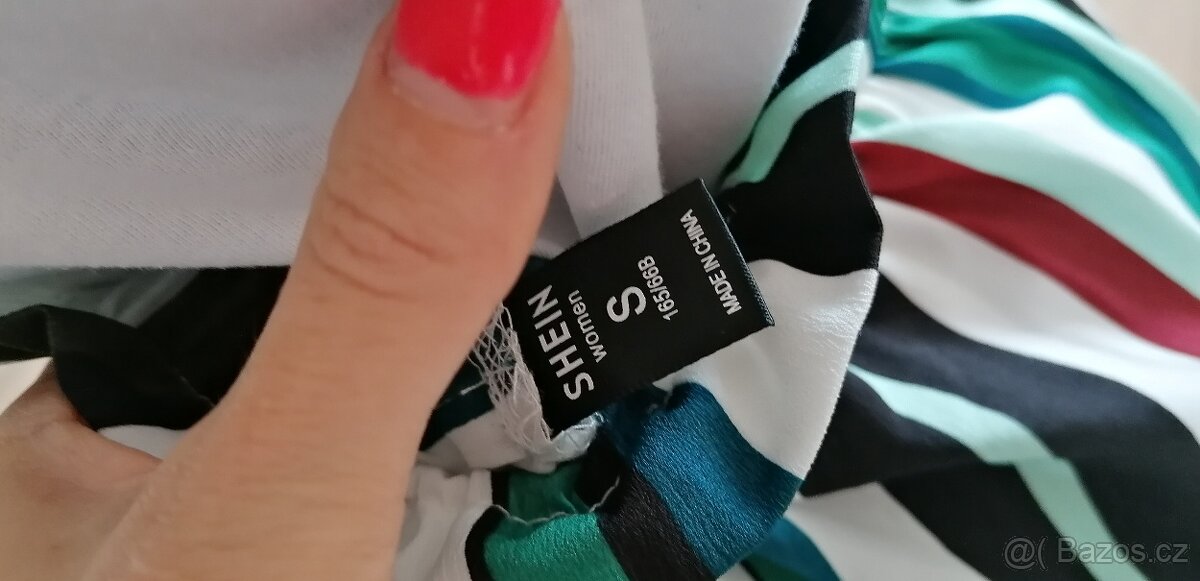 SHEIN
women
S
165/66B
MADE IN CHINA
@( Bazos.cz